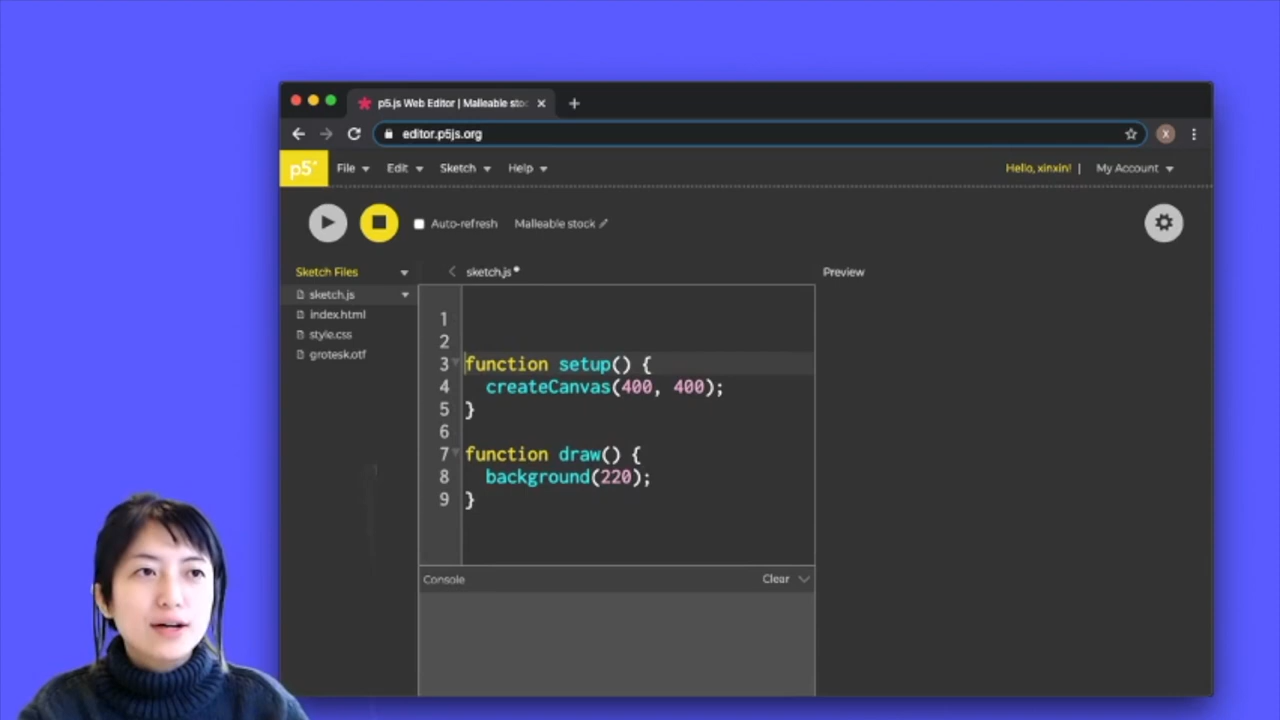 p5.js Web Editor | Malleable stoc
editor.p5js.org
X
p5*
File
Edit
Sketch
Help
Hello, xinxin! |
My Account
Auto-refresh
Malleable stock
Sketch Files
sketch.js
index.html
style.css
grotesk.otf
sketch.js
Preview
1
2
3 function setup() {
4 createCanvas(400, 400);
5 }
6
7 function draw() {
8 background(220);
9 }
Console
Clear